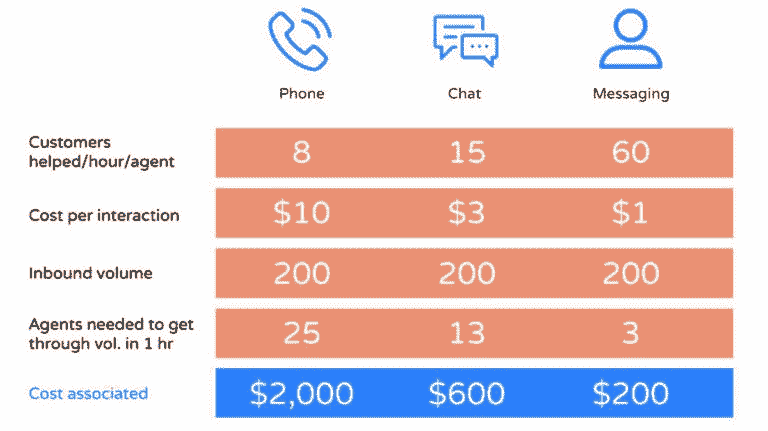 Phone Chat Messaging
Customers
helped/hour/agent 8 15 60
Cost per interaction $10 $3 $1
Inbound volume 200 200 200
Agents needed to get
through vol. in 1 hr 25 13 3
Cost associated $2,000 $600 $200